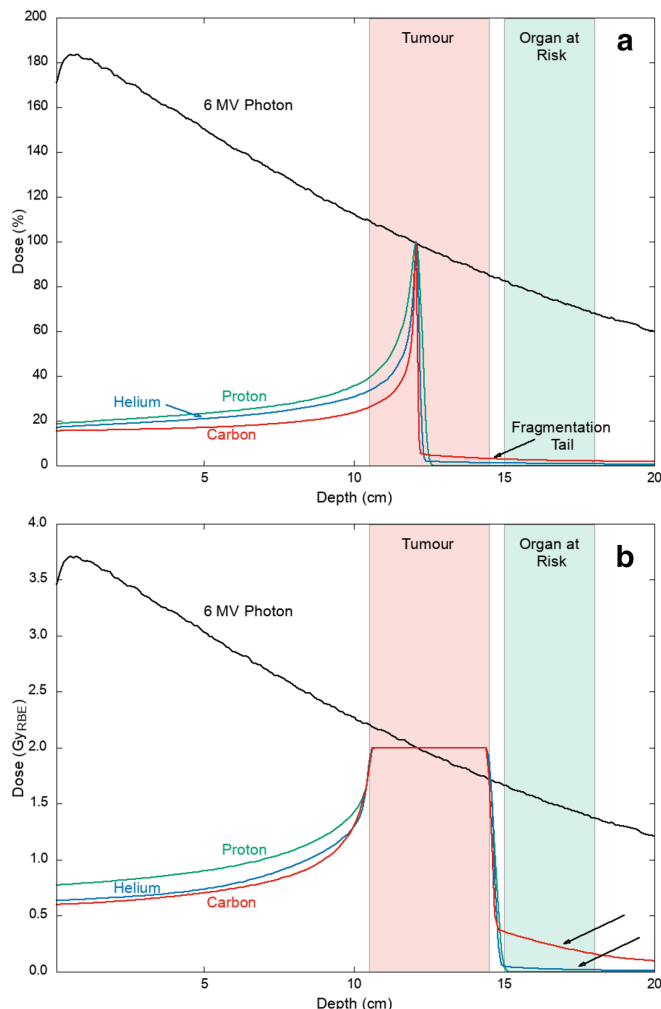 200
180
160
140
120
100
80
60
40
20
0
Dose (%)
Tumour
Organ at
Risk
a
6 MV Photon
Helium
Proton
Carbon
Fragmentation
Tail
5
10
15
20
Depth (cm)
4.0
3.5
3.0
2.5
2.0
1.5
1.0
0.5
0.0
Dose (GyRBE)
Tumour
Organ at
Risk
b
6 MV Photon
Proton
Helium
Carbon
5
10
15
20
Depth (cm)